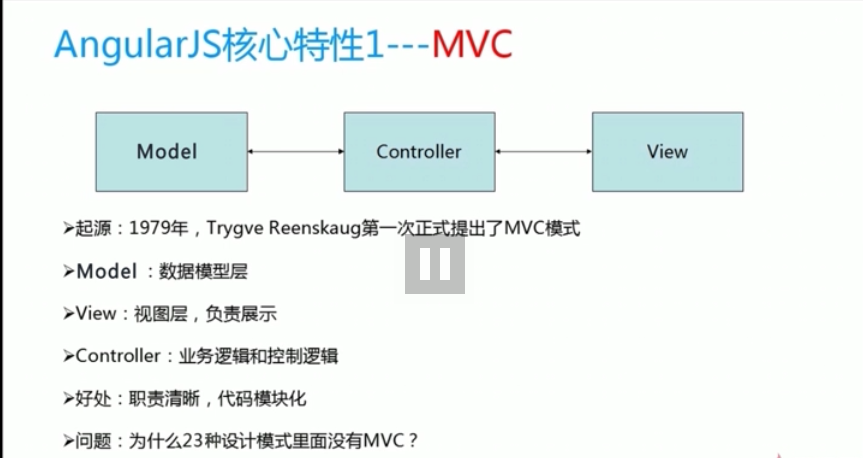 AngularJS核心特性1---MVC
Model
Controller
View
➢起源：1979年，Trygve Reenskaug第一次正式提出了MVC模式
➢Model ：数据模型层
➢View：视图层，负责展示
➢Controller：业务逻辑和控制逻辑
➢好处：职责清晰，代码模块化
➢问题：为什么23种设计模式里面没有MVC？